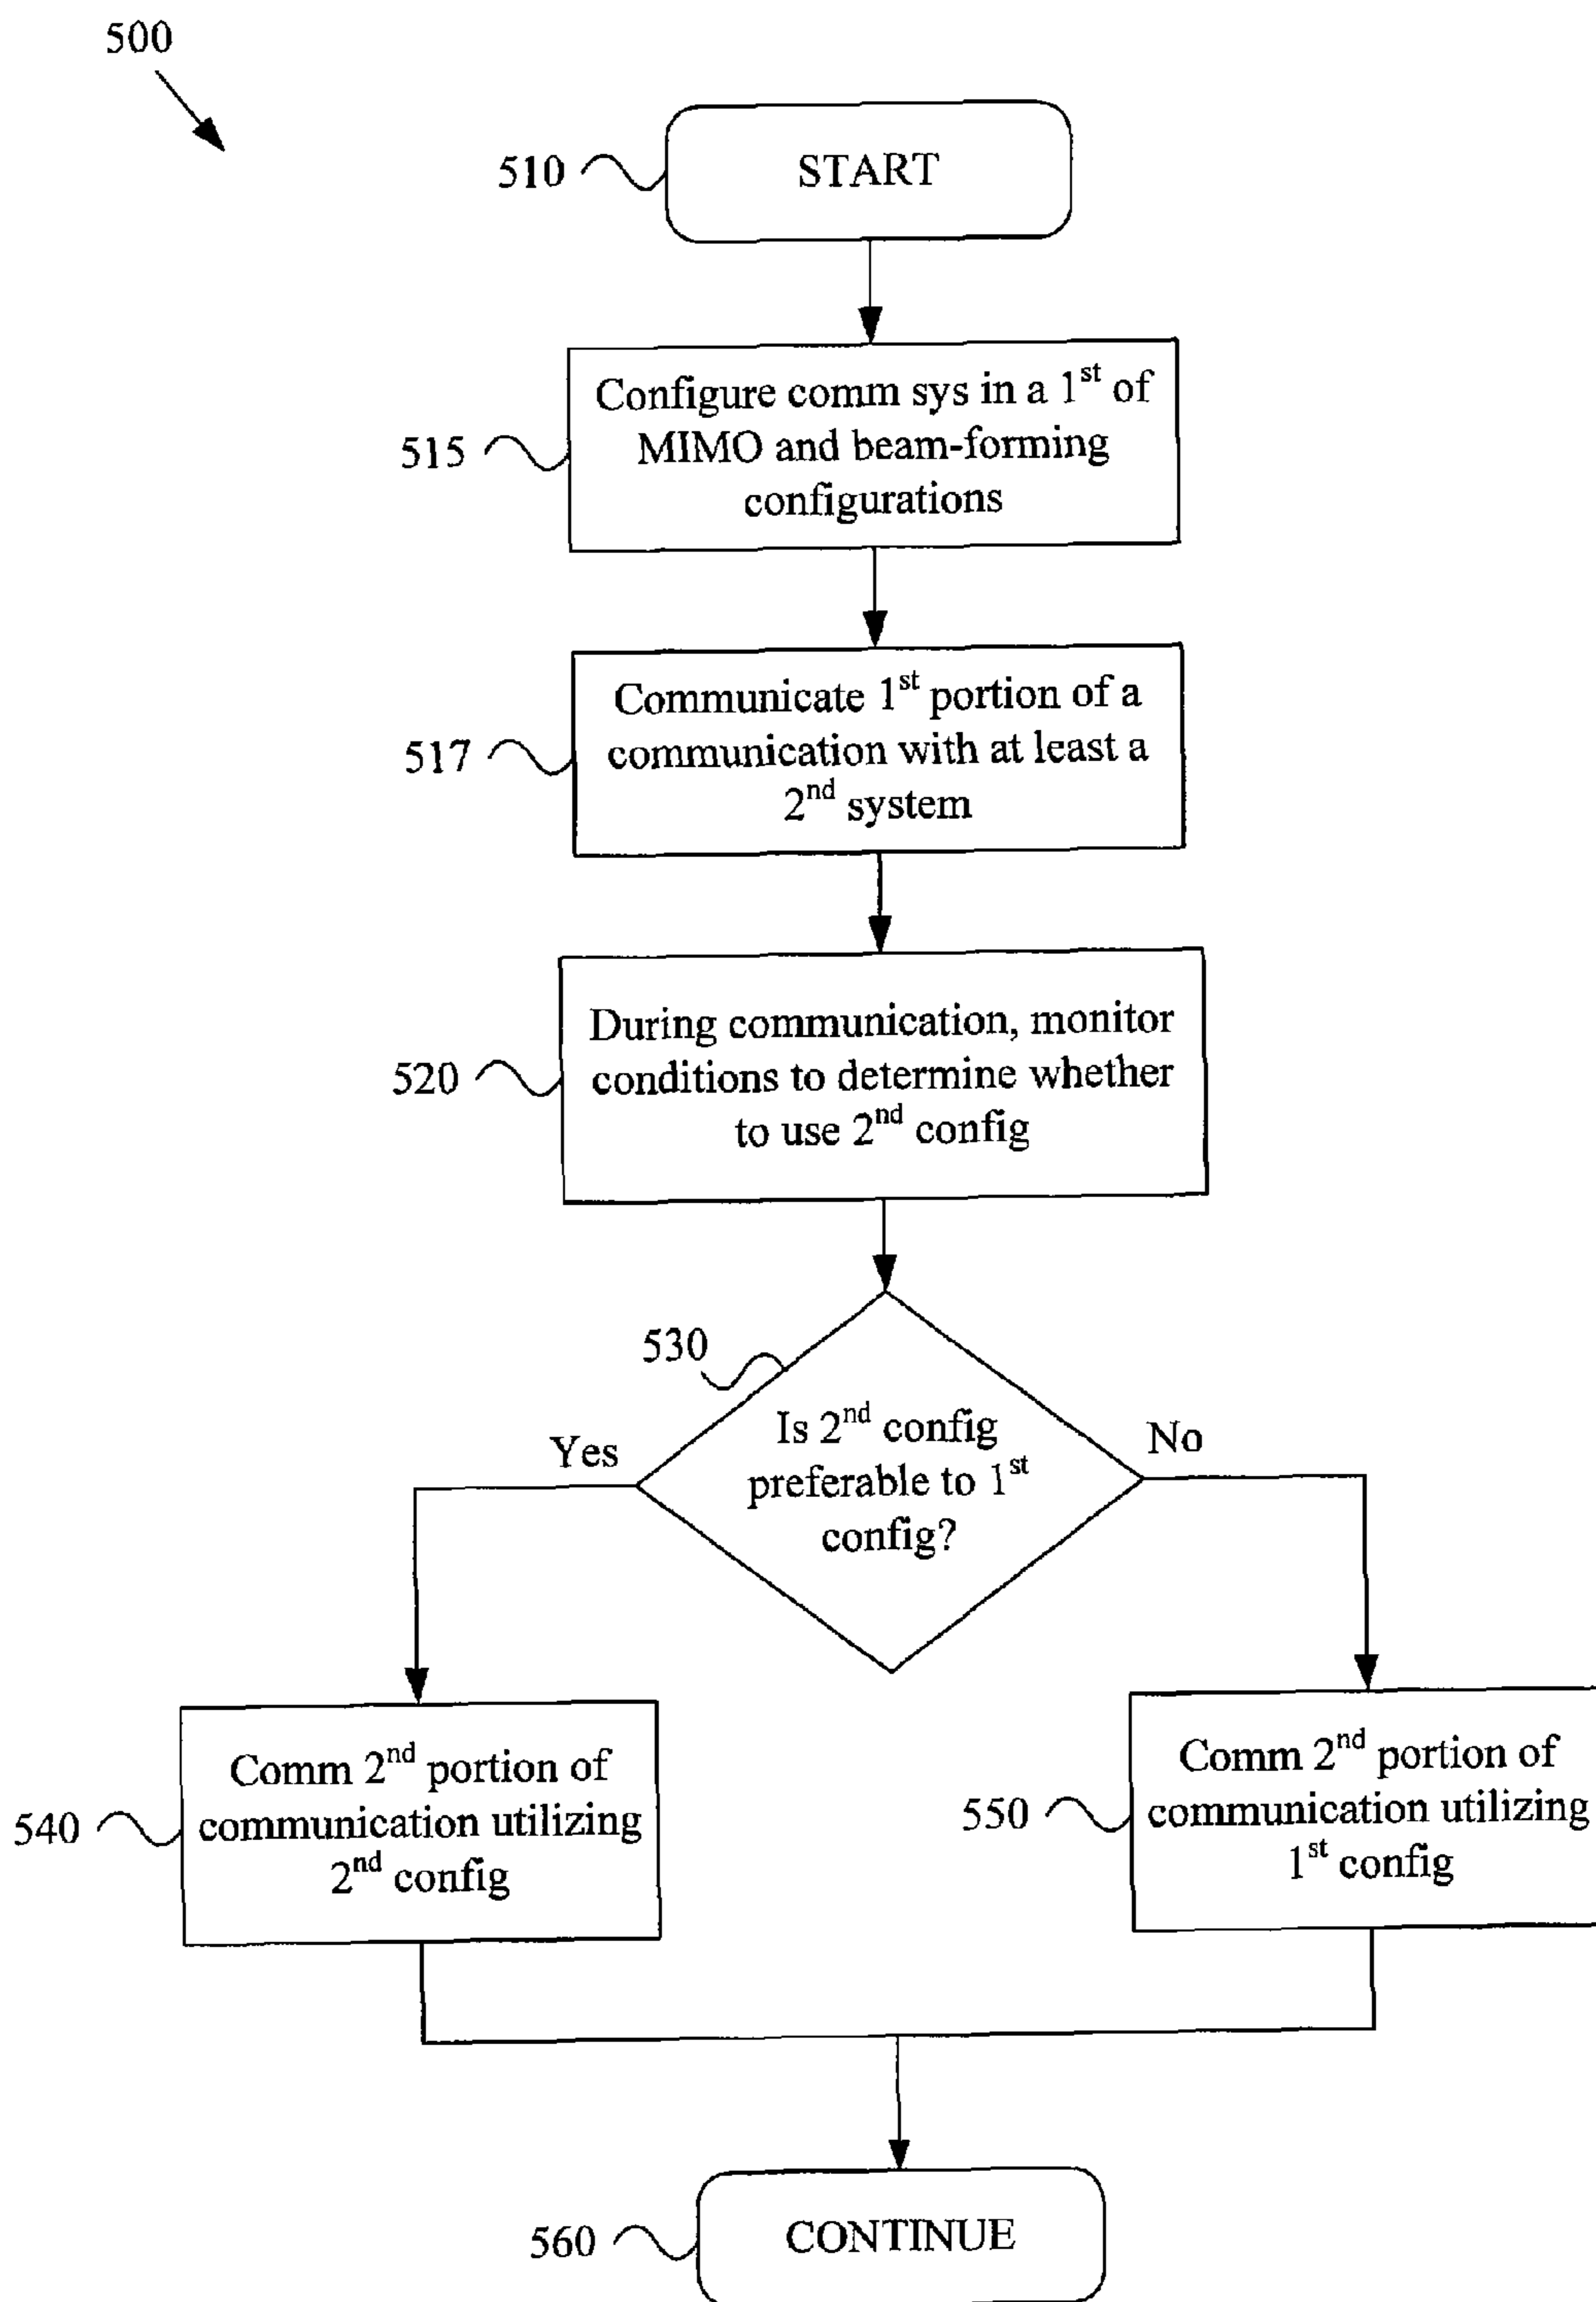 500
510
START
515
Configure comm sys in a 1st of
MIMO and beam-forming
configurations
517
Communicate 1st portion of a
communication with at least a
2nd system
520
During communication, monitor
conditions to determine whether
to use 2nd config
530
Is 2nd config
preferable to 1st
config?
Yes
No
540
Comm 2nd portion of
communication utilizing
2nd config
550
Comm 2nd portion of
communication utilizing
1st config
560
CONTINUE